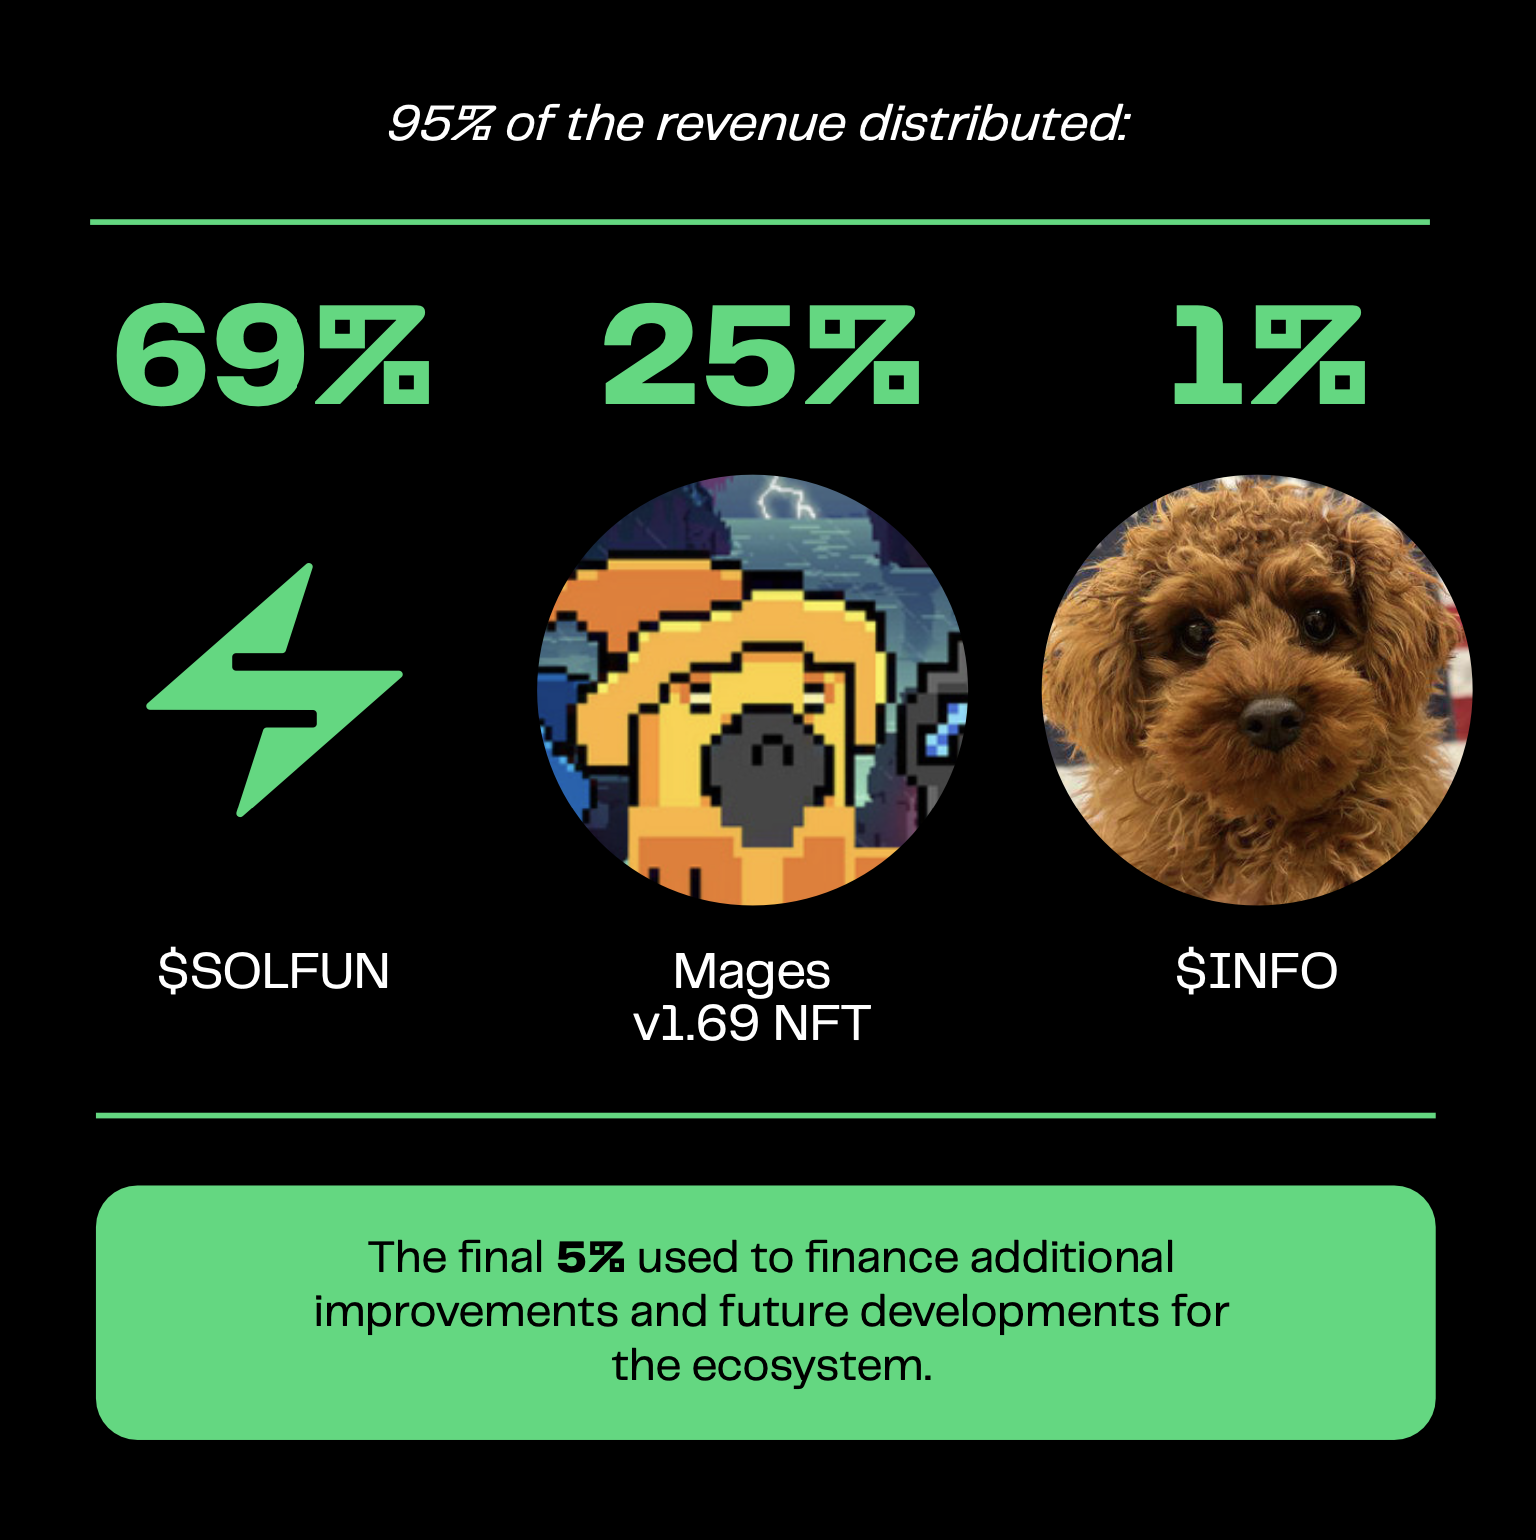 95% of the revenue distributed:
69% 25% 1%
$SOLFUN Mages $INFO
v1.69 NFT
The final 5% used to finance additional
improvements and future developments for
the ecosystem.